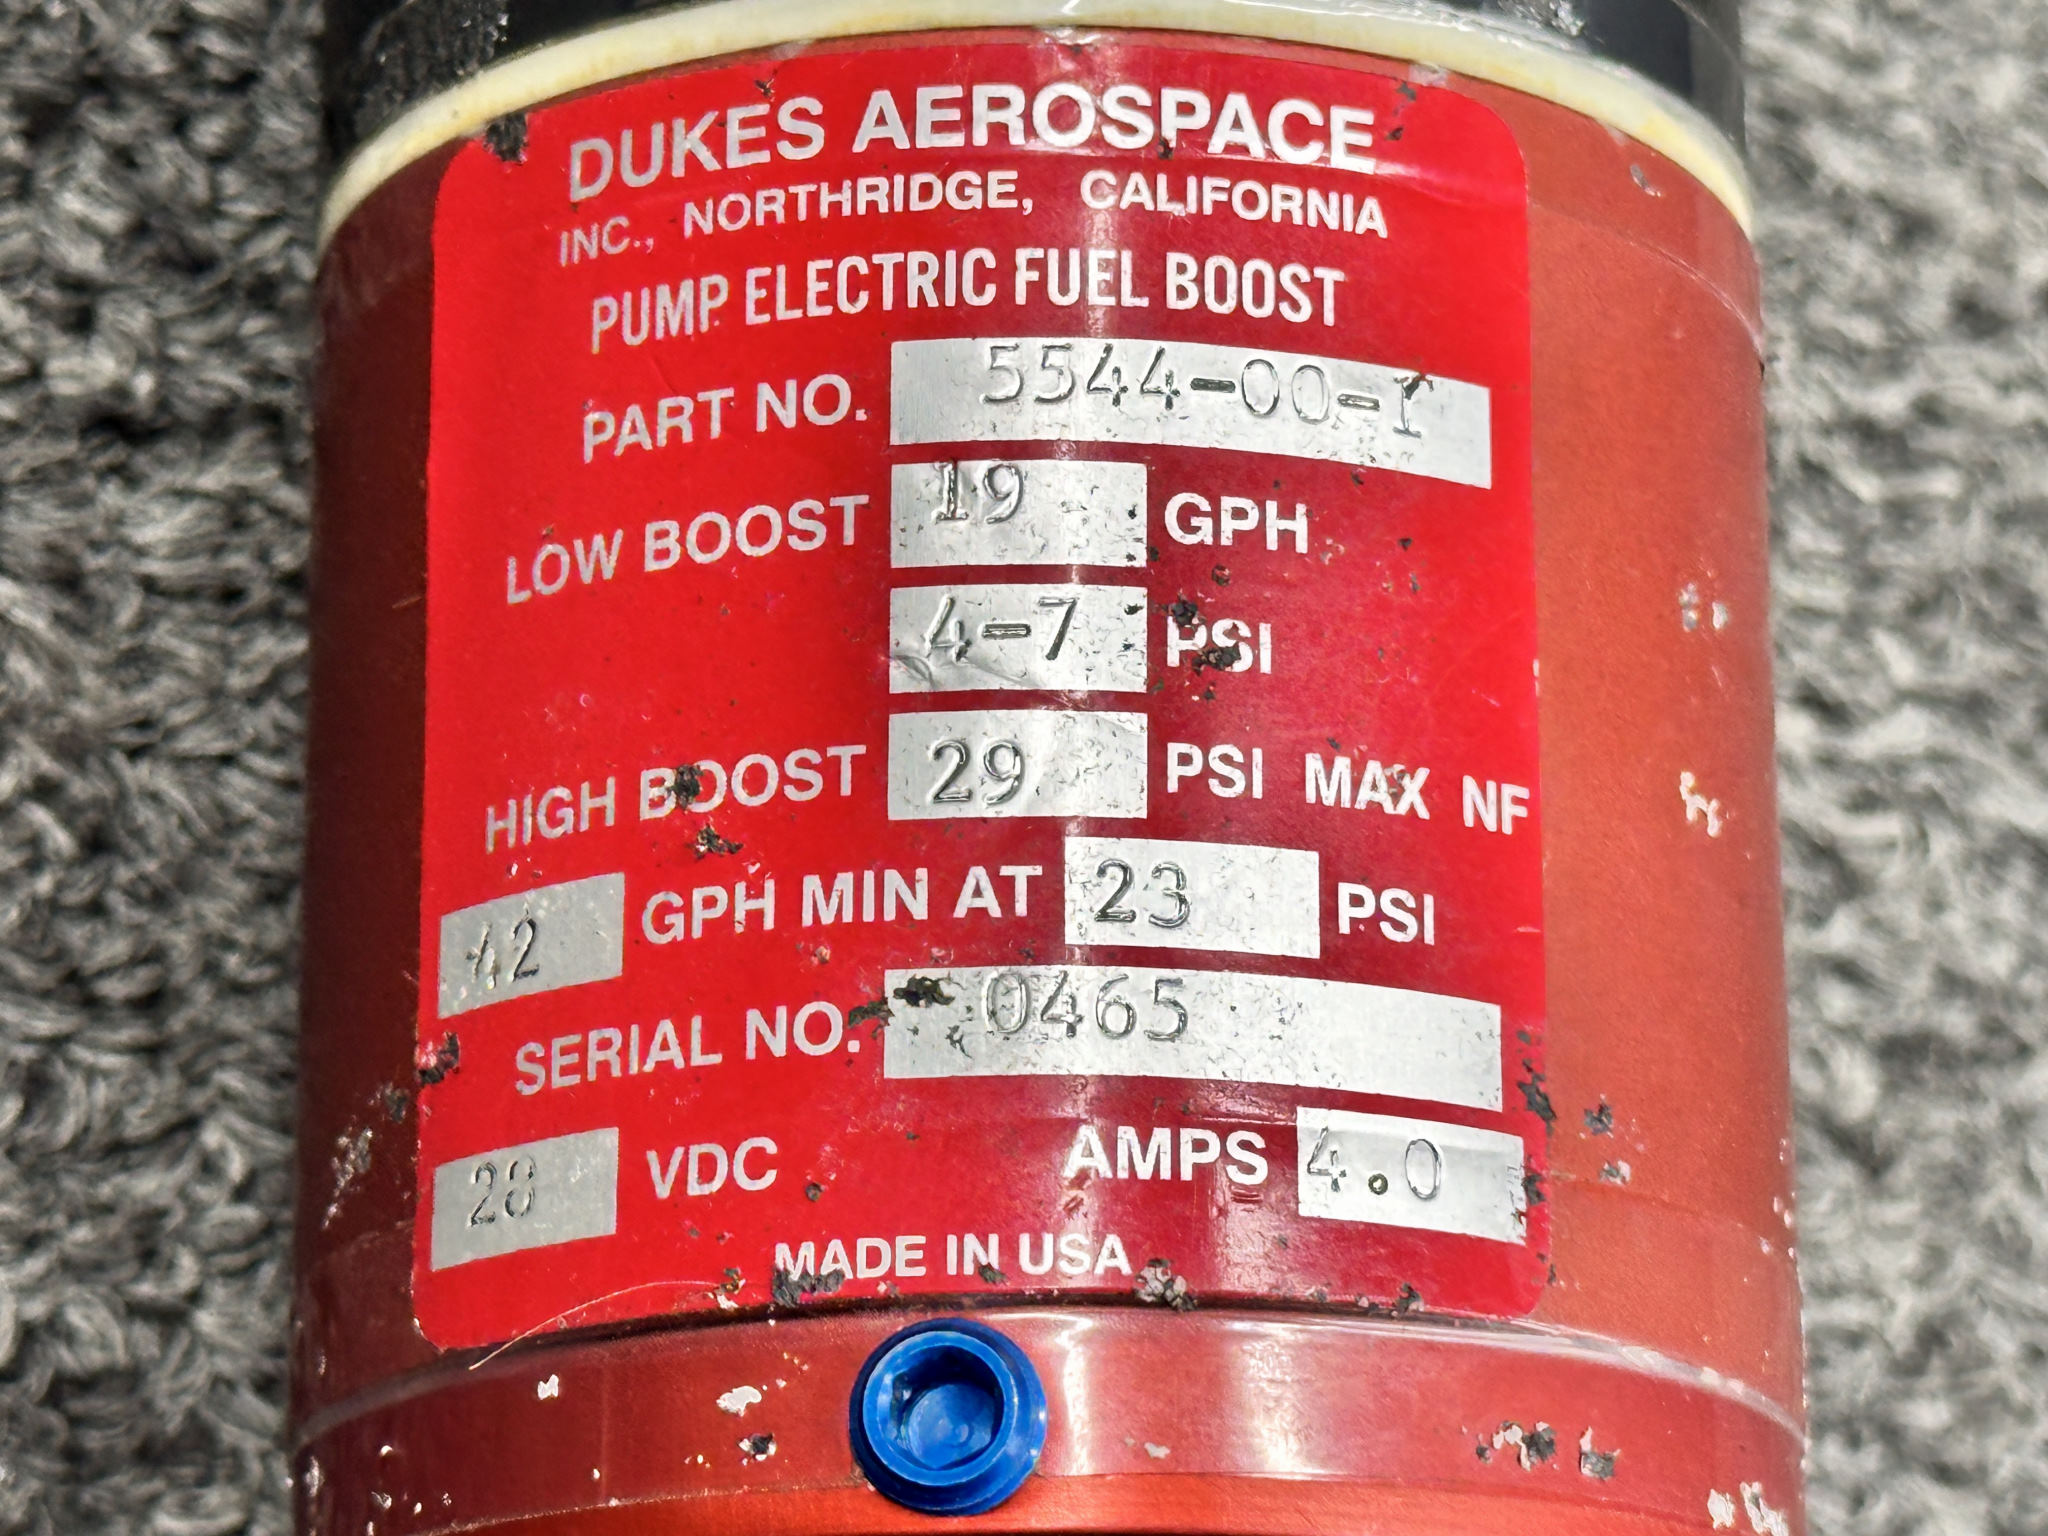 DUKES AEROSPACE
INC., NORTHRIDGE, CALIFORNIA
PUMP ELECTRIC FUEL BOOST
PART NO. 5544-00-1
LOW BOOST 19 GPH
4-7 PSI
HIGH BOOST 29 PSI MAX NF
42 GPH MIN AT 23 PSI
SERIAL NO. 0465
28 VDC AMPS 4.0
MADE IN USA